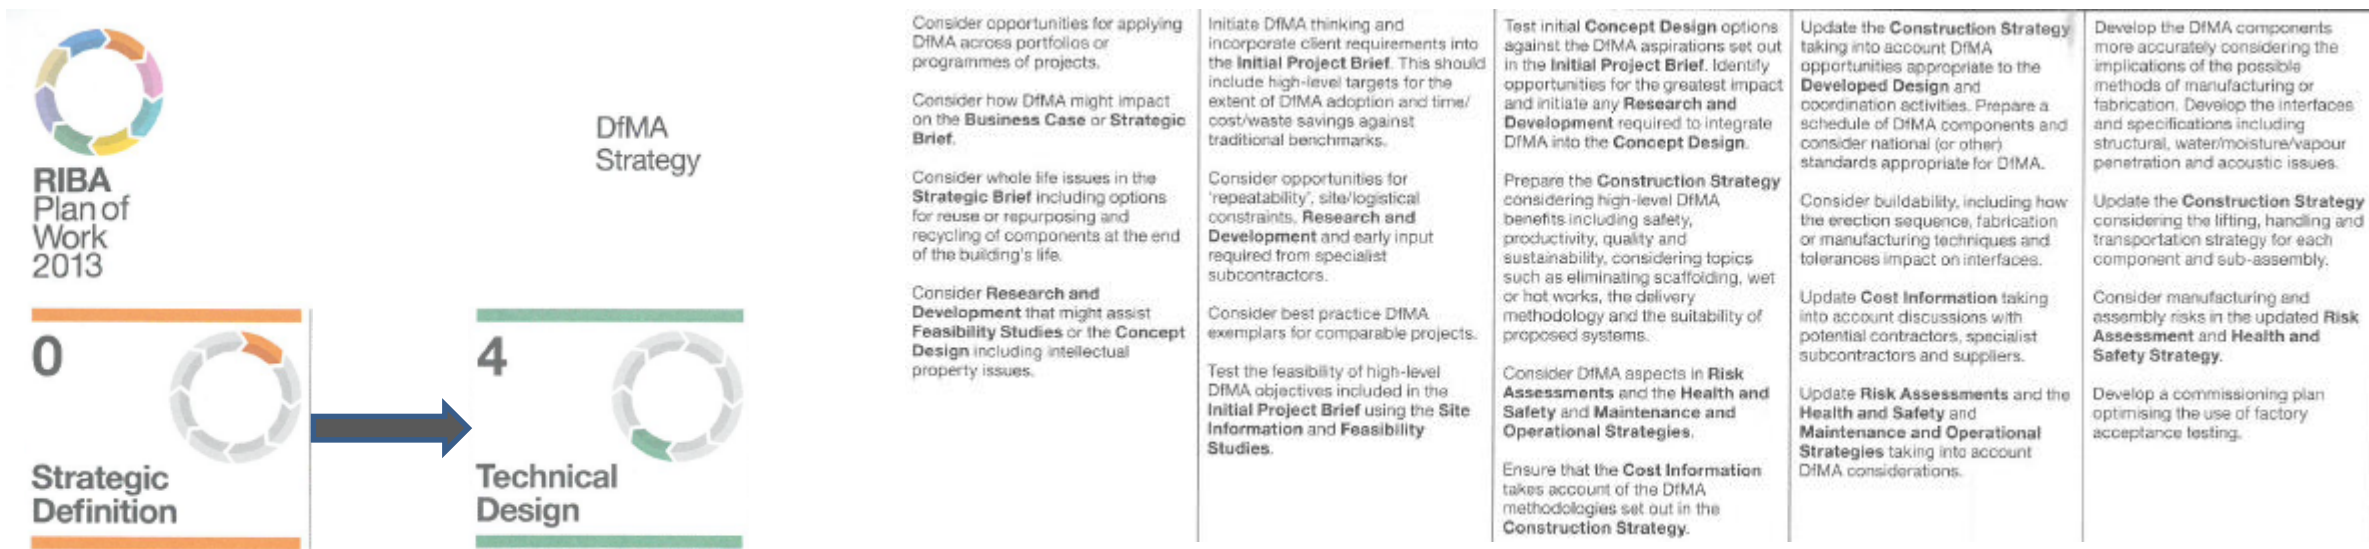 RIBA
Plan of
Work
2013
DfMA
Strategy
0
Strategic
Definition
4
Technical
Design
Consider opportunities for applying
DfMA across portfolios or
programmes of projects.
Consider how DfMA might impact
on the Business Case or Strategic
Brief.
Consider whole life issues in the
Strategic Brief including options
for reuse or repurposing and
recycling of components at the end
of the building's life.
Consider Research and
Development that might assist
Feasibility Studies or the Concept
Design including intellectual
property issues.
Initiate DfMA thinking and
incorporate client requirements into
the Initial Project Brief. This should
include high-level targets for the
extent of DfMA adoption and time/
cost/waste savings against
traditional benchmarks.
Consider opportunities for
'repeatability', site/logistical
constraints, Research and
Development and early input
required from specialist
subcontractors.
Consider best practice DfMA
exemplars for comparable projects.
Test the feasibility of high-level
DfMA objectives included in the
Initial Project Brief using the Site
Information and Feasibility
Studies.
Test initial Concept Design options
against the DfMA aspirations set out
in the Initial Project Brief. Identify
opportunities for the greatest impact
and initiate any Research and
Development required to integrate
DfMA into the Concept Design.
Prepare the Construction Strategy
considering high-level DfMA
benefits including safety,
productivity, quality and
sustainability, considering topics
such as eliminating scaffolding, wet
or hot works, the delivery
methodology and the suitability of
proposed systems.
Consider DfMA aspects in Risk
Assessments and the Health and
Safety and Maintenance and
Operational Strategies.
Ensure that the Cost Information
takes account of the DfMA
methodologies set out in the
Construction Strategy.
Update the Construction Strategy
taking into account DfMA
opportunities appropriate to the
Developed Design and
coordination activities. Prepare a
schedule of DfMA components and
consider national (or other)
standards appropriate for DfMA.
Consider buildability, including how
the erection sequence, fabrication
or manufacturing techniques and
tolerances impact on interfaces.
Update Cost Information taking
into account discussions with
potential contractors, specialist
subcontractors and suppliers.
Update Risk Assessments and the
Health and Safety and
Maintenance and Operational
Strategies taking into account
DfMA considerations.
Develop the DfMA components
more accurately considering the
implications of the possible
methods of manufacturing or
fabrication. Develop the interfaces
and specifications including
structural, water/moisture/vapour
penetration and acoustic issues.
Update the Construction Strategy
considering the lifting, handling and
transportation strategy for each
component and sub-assembly.
Consider manufacturing and
assembly risks in the updated Risk
Assessment and Health and
Safety Strategy.
Develop a commissioning plan
optimising the use of factory
acceptance testing.